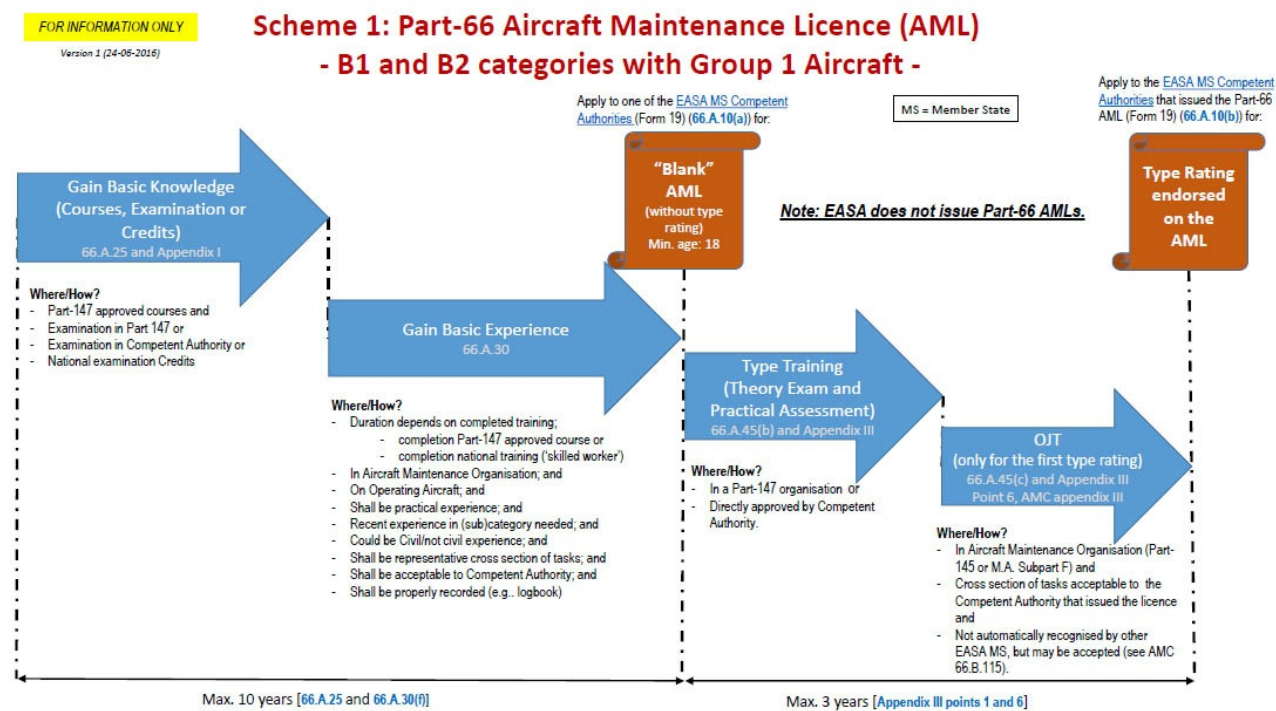 FOR INFORMATION ONLY
Version 1 (24-06-2016)
Scheme 1: Part-66 Aircraft Maintenance Licence (AML)
- B1 and B2 categories with Group 1 Aircraft -
Apply to one of the EASA MS Competent
Authorities (Form 19) (66.A.10(a)) for:
MS = Member State
Apply to the EASA MS Competent
Authorities that issued the Part-66
AML (Form 19) (66.A.10(b)) for:
Gain Basic Knowledge
(Courses, Examination or
Credits)
66.A.25 and Appendix I
“Blank”
AML
(without type
rating)
Min. age: 18
Note: EASA does not issue Part-66 AMLs.
Type Rating
endorsed
on the
AML
Where/How?
- Part-147 approved courses and
- Examination in Part 147 or
- Examination in Competent Authority or
- National examination Credits
Gain Basic Experience
66.A.30
Where/How?
- Duration depends on completed training;
- completion Part-147 approved course or
- completion national training (‘skilled worker’)
- In Aircraft Maintenance Organisation; and
- On Operating Aircraft; and
- Shall be practical experience; and
- Recent experience in (sub)category needed; and
- Could be Civil/not civil experience; and
- Shall be representative cross section of tasks; and
- Shall be acceptable to Competent Authority; and
- Shall be properly recorded (e.g.. logbook)
Type Training
(Theory Exam and
Practical Assessment)
66.A.45(b) and Appendix III
Where/How?
- In a Part-147 organisation or
- Directly approved by Competent
Authority.
OJT
(only for the first type rating)
66.A.45(c) and Appendix III
Point 6, AMC appendix III
Where/How?
- In Aircraft Maintenance Organisation (Part-
145 or M.A. Subpart F) and
- Cross section of tasks acceptable to the
Competent Authority that issued the licence
and
- Not automatically recognised by other
EASA MS, but may be accepted (see AMC
66.B.115).
Max. 10 years [66.A.25 and 66.A.30(f)]
Max. 3 years [Appendix III points 1 and 6]